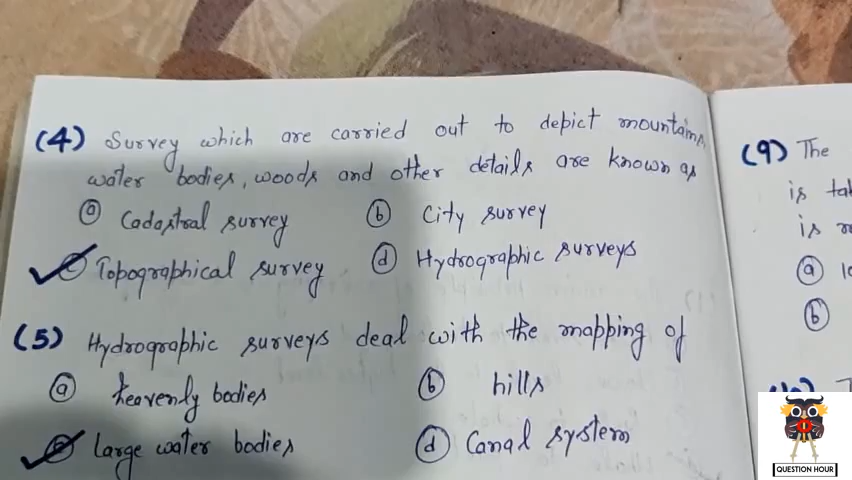 (4) Survey which are carried out to depict mountains,
water bodies, woods and other details are known as
(a) Cadastral survey (b) City survey
(c) Topographical survey (d) Hydrographic surveys
(5) Hydrographic surveys deal with the mapping of
(a) heavenly bodies (b) hills
(c) Large water bodies (d) Canal system
(9) The
is
is
(a)
(b)
QUESTION HOUR